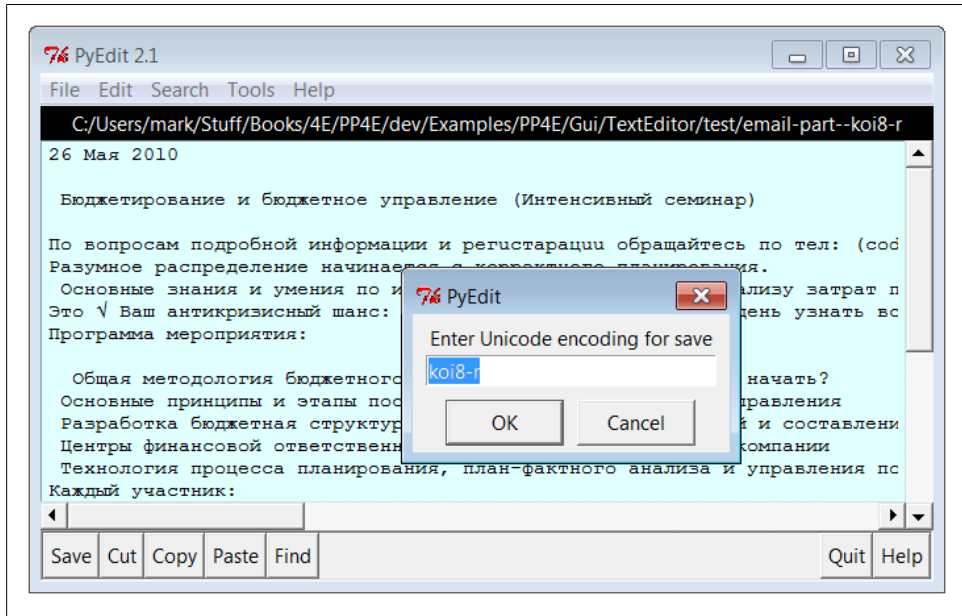 PyEdit 2.1
File Edit Search Tools Help
C:/Users/mark/Stuff/Books/4E/PP4E/dev/Examples/PP4E/Gui/TextEditor/test/email-part--koi8-r
26 Мая 2010
Бюджетирование и бюджетное управление (Интенсивный семинар)
По вопросам подробной информации и регuстарацuu обращайтесь по тел: (cod
Разумное распределение начинается с корректного планирования.
Основные знания и умения по и ализу затрат п
Это √ Ваш антикризисный шанс: день узнать вс
Программа мероприятия:
Общая методология бюджетного начать?
Основные принципы и этапы пос правления
Разработка бюджетная структур й и составлени
Центры финансовой ответственн компании
Технология процесса планирования, план-фактного анализа и управления по
Каждый участник:
PyEdit
Enter Unicode encoding for save
koi8-r
OK Cancel
Save Cut Copy Paste Find Quit Help